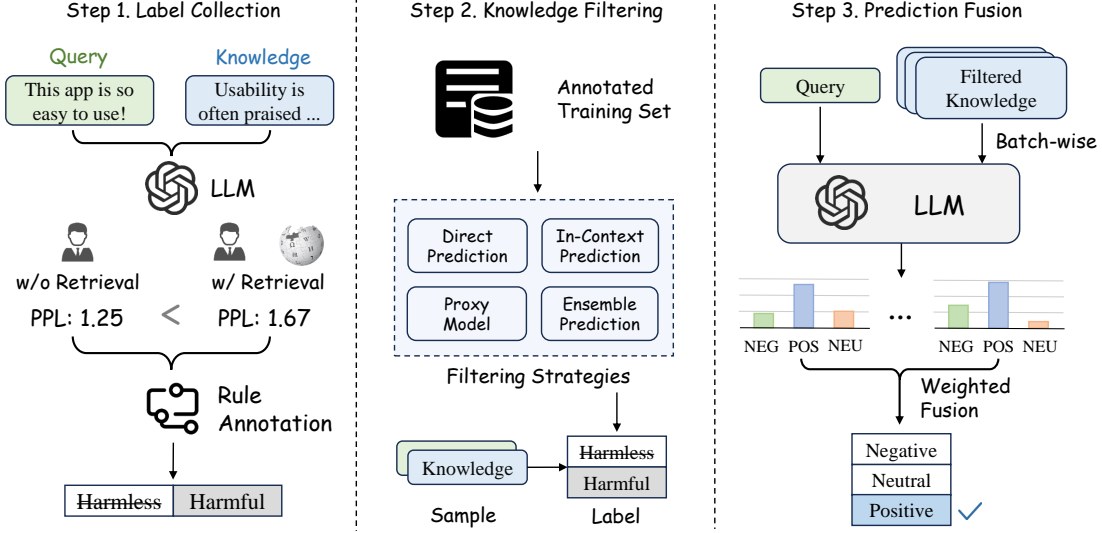 Step 1. Label Collection
Query
Knowledge
This app is so
easy to use!
Usability is
often praised ...
LLM
w/o Retrieval
w/ Retrieval
PPL: 1.25
<
PPL: 1.67
Rule
Annotation
Harmless
Harmful
Step 2. Knowledge Filtering
Annotated
Training Set
Direct
Prediction
In-Context
Prediction
Proxy
Model
Ensemble
Prediction
Filtering Strategies
Knowledge
Harmless
Harmful
Sample
Label
Step 3. Prediction Fusion
Query
Filtered
Knowledge
Batch-wise
LLM
...
NEG POS NEU
NEG POS NEU
Weighted
Fusion
Negative
Neutral
Positive